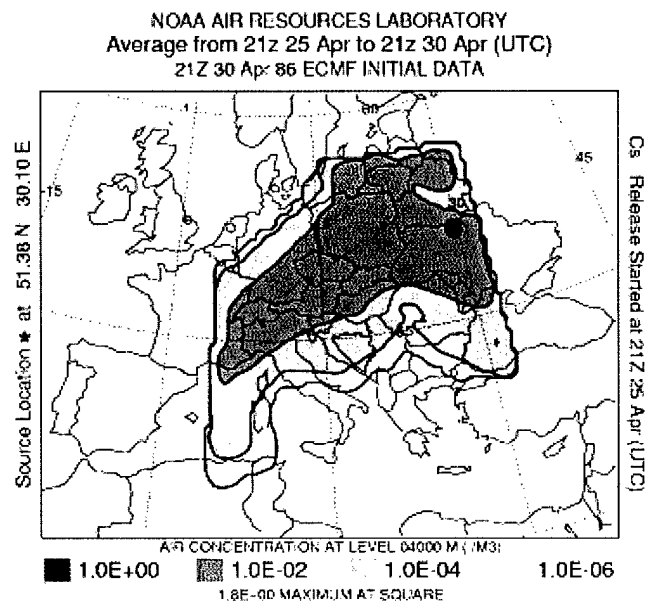 NOAA AIR RESOURCES LABORATORY
Average from 21z 25 Apr to 21z 30 Apr (UTC)
21Z 30 Apr 86 ECMF INITIAL DATA
Source Location ★ at 51.38 N 30.10 E
Cs Release Started at 21Z 25 Apr (UTC)
45
15
30
AIR CONCENTRATION AT LEVEL 04000 M ( /M3)
1.0E+00 1.0E-02 1.0E-04 1.0E-06
1.8E-00 MAXIMUM AT SQUARE